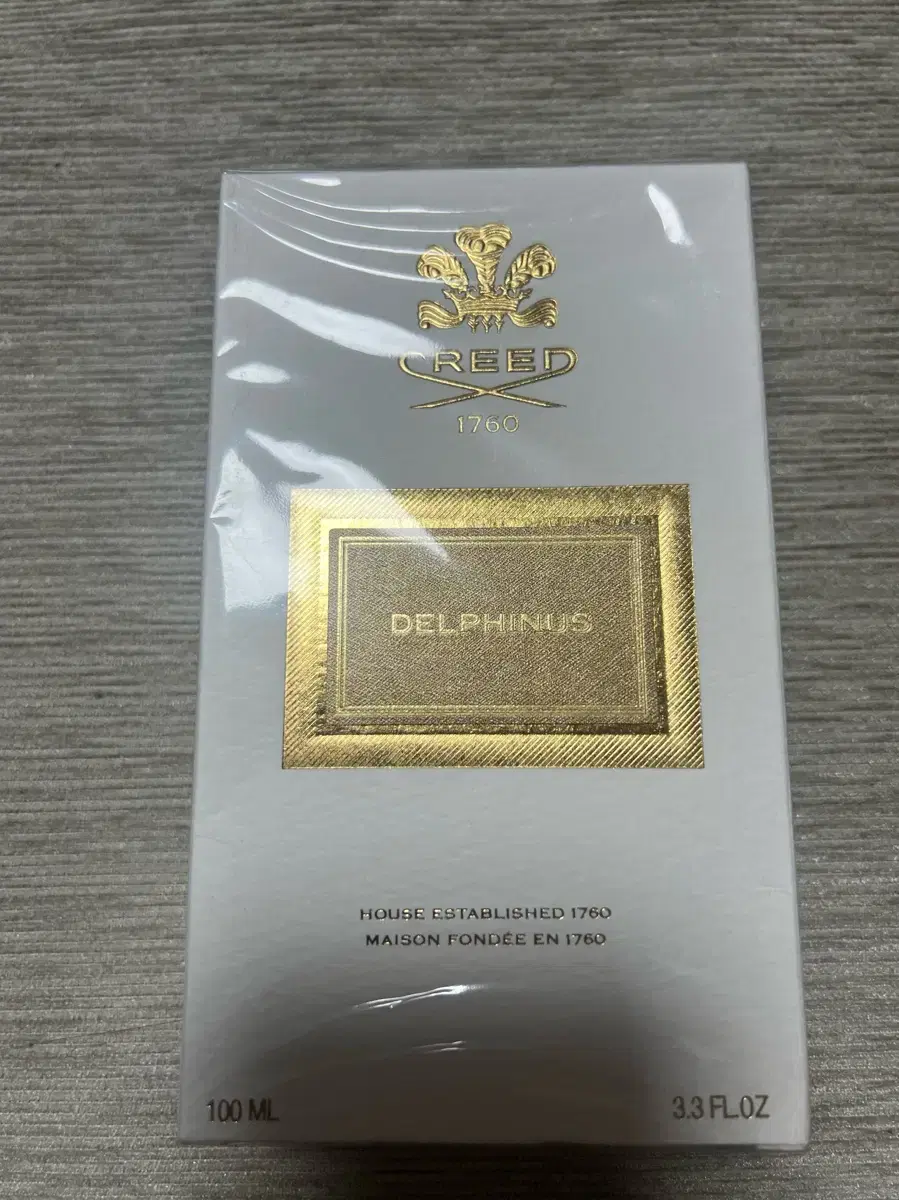 CREED
1760
DELPHINUS
HOUSE ESTABLISHED 1760
MAISON FONDÉE EN 1760
100 ML
3.3 FL.OZ